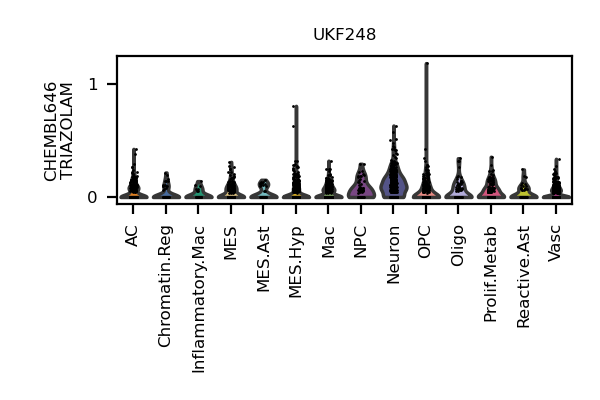 UKF248
CHEMBL646
TRIAZOLAM
1
0
AC
Chromatin.Reg
Inflammatory.Mac
MES
MES.Ast
MES.Hyp
Mac
NPC
Neuron
OPC
Oligo
Prolif.Metab
Reactive.Ast
Vasc